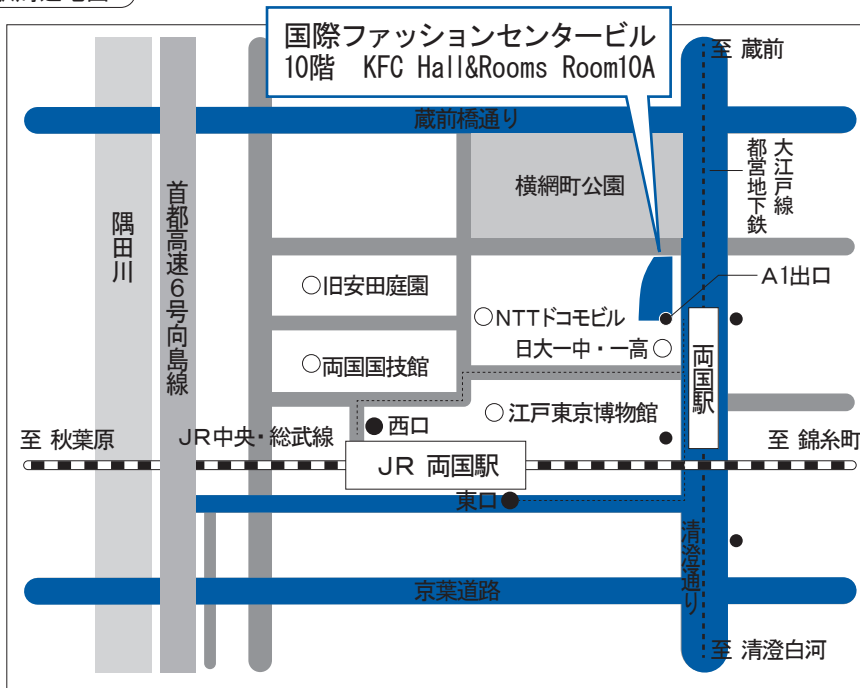 国際ファッションセンタービル
10階 KFC Hall&Rooms Room10A
至 蔵前
蔵前橋通り
大江戸線
都営地下鉄
横網町公園
隅田川
首都高速6号向島線
A1出口
○旧安田庭園
○NTTドコモビル
日大一中・一高○
両国駅
○両国国技館
○江戸東京博物館
●西口
至 秋葉原
JR中央・総武線
JR 両国駅
至 錦糸町
東口●
清澄通り
京葉道路
至 清澄白河